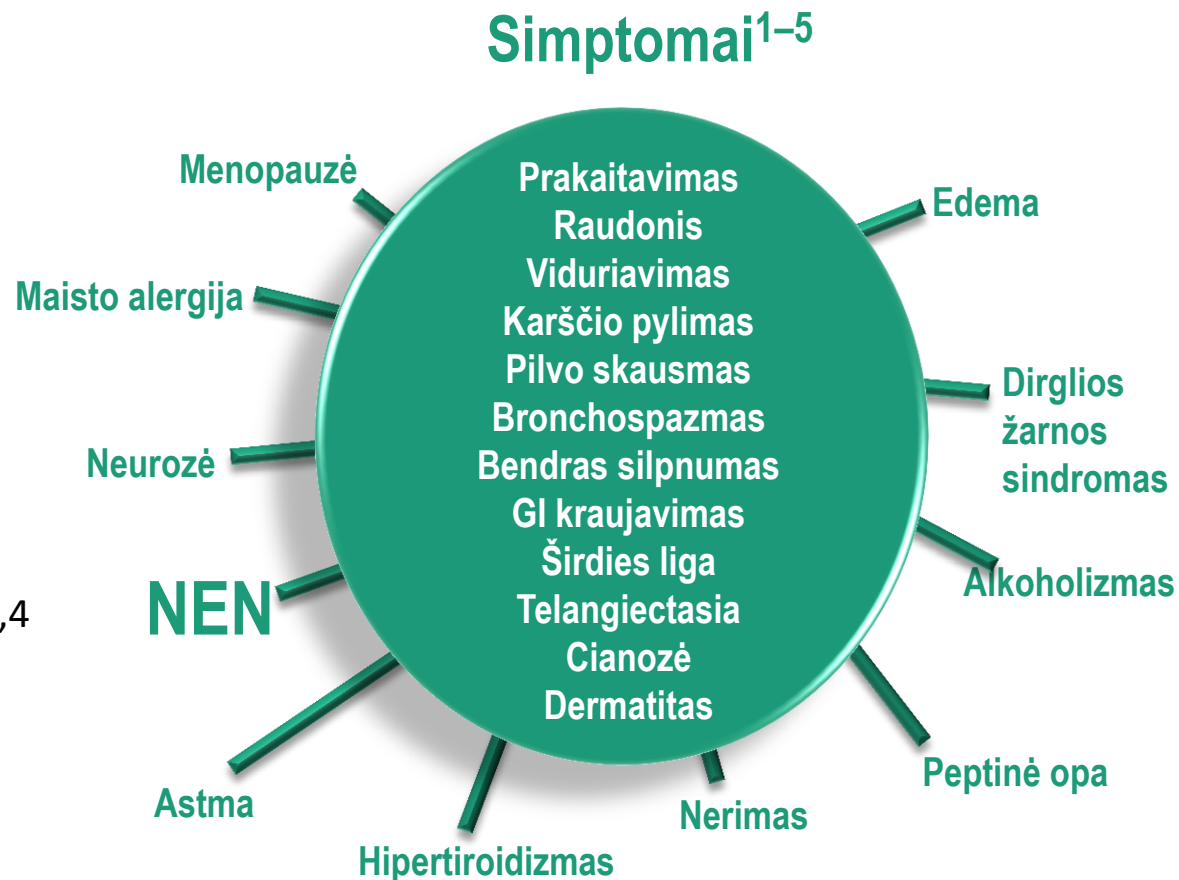 Simptomai¹⁻⁵
Menopauzė
Maisto alergija
Neurozė
NEN
,4
Astma
Hipertiroidizmas
Prakaitavimas
Raudonis
Viduriavimas
Karščio pylimas
Pilvo skausmas
Bronchospazmas
Bendras silpnumas
GI kraujavimas
Širdies liga
Telangiectasia
Cianozė
Dermatitas
Edema
Dirglios
žarnos
sindromas
Alkoholizmas
Peptinė opa
Nerimas